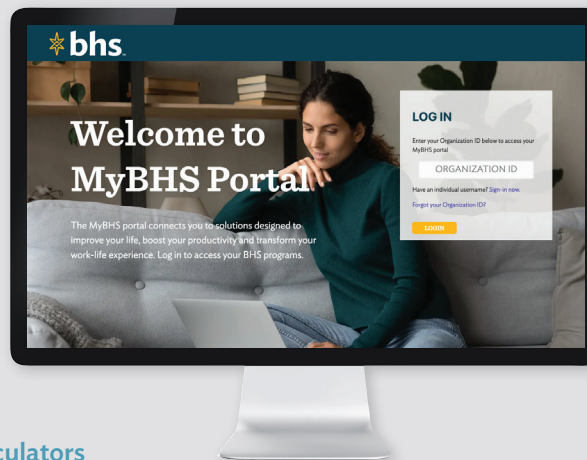 bhs
Welcome to
MyBHS Portal
The MyBHS portal connects you to solutions designed to
improve your life, boost your productivity and transform your
work-life experience. Log in to access your BHS programs.
LOG IN
Enter your Organization ID below to access your
MyBHS portal
ORGANIZATION ID
Have an individual username? Sign-in now.
Forgot your Organization ID?
LOGIN
culators